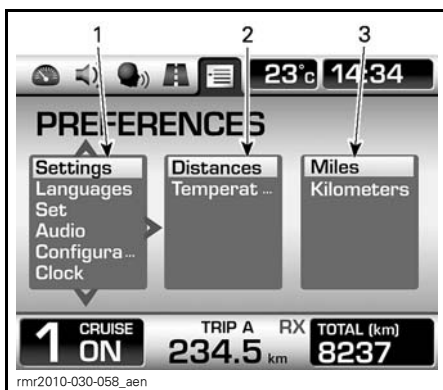 1 2 3
23°c 14:34
PREFERENCES
Settings
Languages
Set
Audio
Configura ...
Clock
Distances
Temperat ...
Miles
Kilometers
1 CRUISE ON
TRIP A
234.5 km
RX
TOTAL (km)
8237
rmr2010-030-058_aen